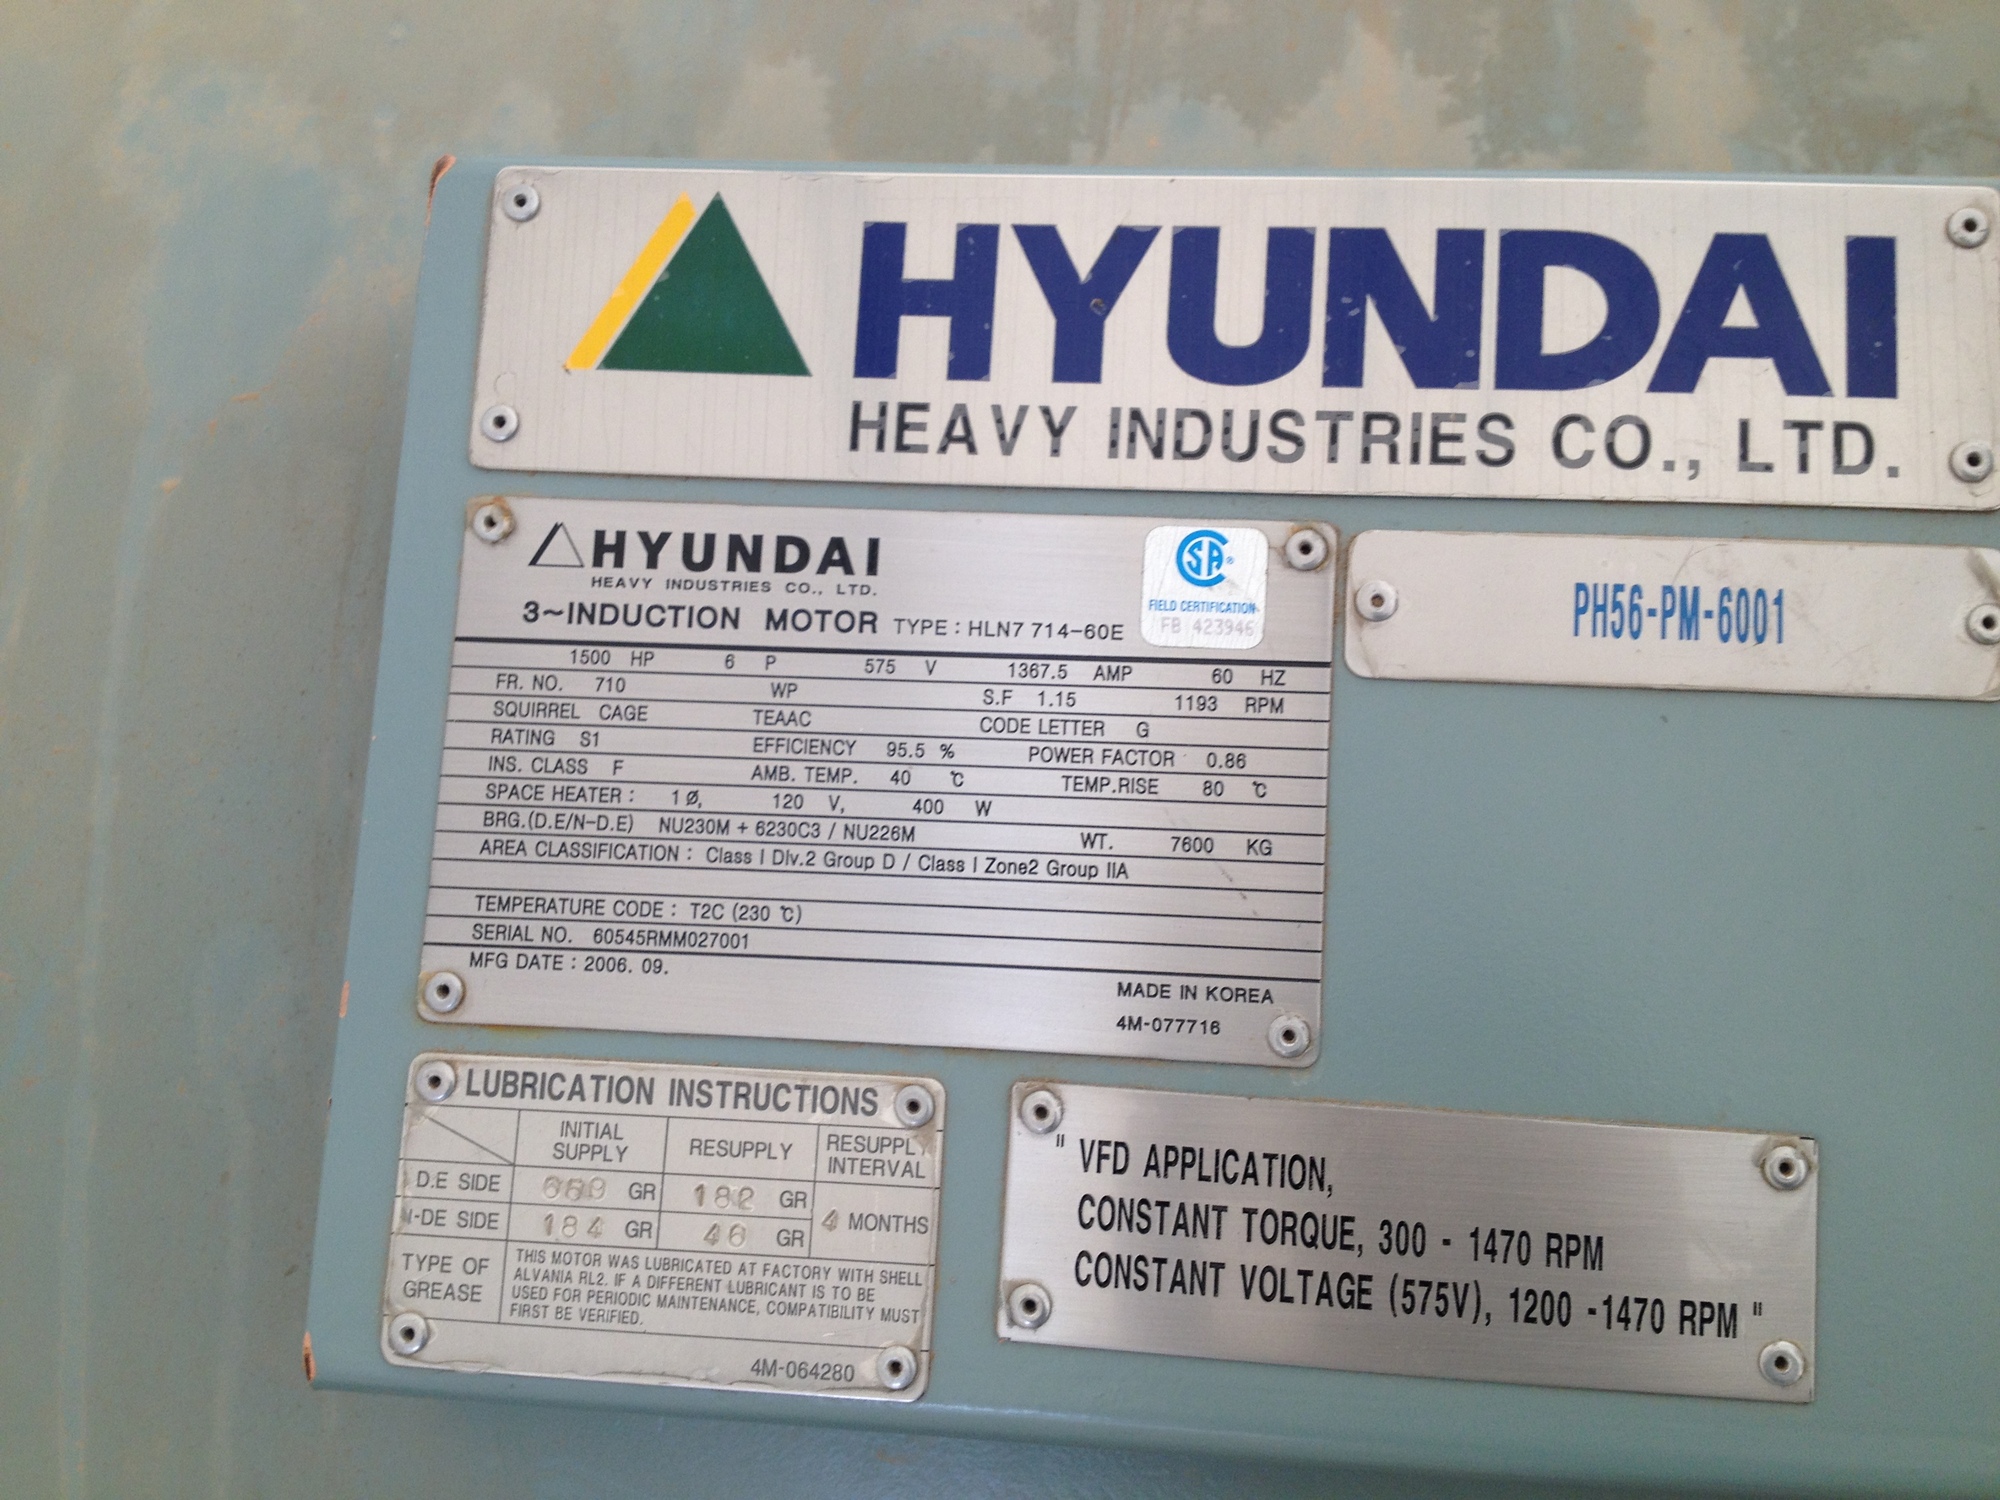 HYUNDAI
HEAVY INDUSTRIES CO., LTD.
HYUNDAI
HEAVY INDUSTRIES CO., LTD.
3~INDUCTION MOTOR TYPE : HLN7 714-60E
CSA ®
FIELD CERTIFICATION
FB 423946
1500 HP 6 P 575 V 1367.5 AMP 60 HZ
FR. NO. 710 WP S.F 1.15 1193 RPM
SQUIRREL CAGE TEAAC CODE LETTER G
RATING S1 EFFICIENCY 95.5 % POWER FACTOR 0.86
INS. CLASS F AMB. TEMP. 40 ℃ TEMP.RISE 80 ℃
SPACE HEATER : 1 Ø, 120 V, 400 W
BRG.(D.E/N-D.E) NU230M + 6230C3 / NU226M WT. 7600 KG
AREA CLASSIFICATION : Class I Div.2 Group D / Class I Zone2 Group IIA
TEMPERATURE CODE : T2C (230 ℃)
SERIAL NO. 60545RMM027001
MFG DATE : 2006. 09.
MADE IN KOREA
4M-077716
PH56-PM-6001
LUBRICATION INSTRUCTIONS
INITIAL SUPPLY RESUPPLY RESUPPLY INTERVAL
D.E SIDE GR 182 GR
N-DE SIDE 184 GR 46 GR 4 MONTHS
TYPE OF GREASE
THIS MOTOR WAS LUBRICATED AT FACTORY WITH SHELL
ALVANIA RL2. IF A DIFFERENT LUBRICANT IS TO BE
USED FOR PERIODIC MAINTENANCE, COMPATIBILITY MUST
FIRST BE VERIFIED.
4M-064280
" VFD APPLICATION,
CONSTANT TORQUE, 300 - 1470 RPM
CONSTANT VOLTAGE (575V), 1200 -1470 RPM "